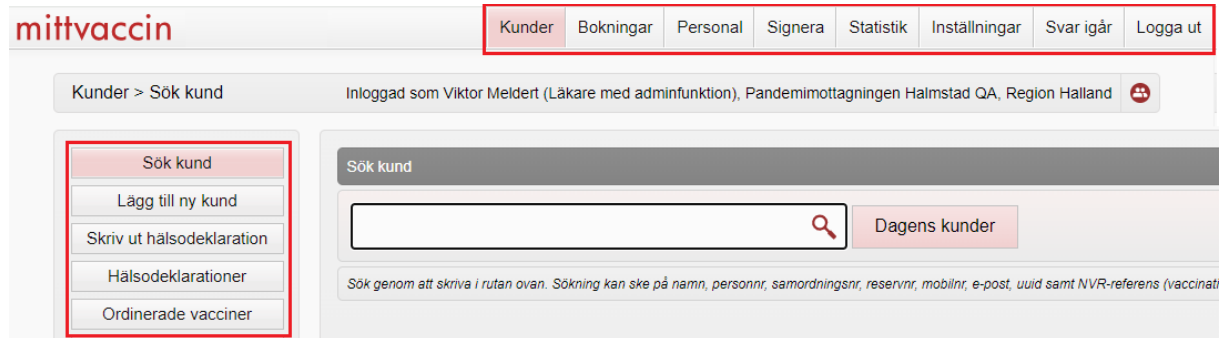 mittvaccin
Kunder Bokningar Personal Signera Statistik Inställningar Svar igår Logga ut
Kunder > Sök kund
Inloggad som Viktor Meldert (Läkare med adminfunktion), Pandemimottagningen Halmstad QA, Region Halland
Sök kund
Lägg till ny kund
Skriv ut hälsodeklaration
Hälsodeklarationer
Ordinerade vacciner
Sök kund
Dagens kunder
Sök genom att skriva i rutan ovan. Sökning kan ske på namn, personnr, samordningsnr, reservnr, mobilnr, e-post, uuid samt NVR-referens (vaccinati